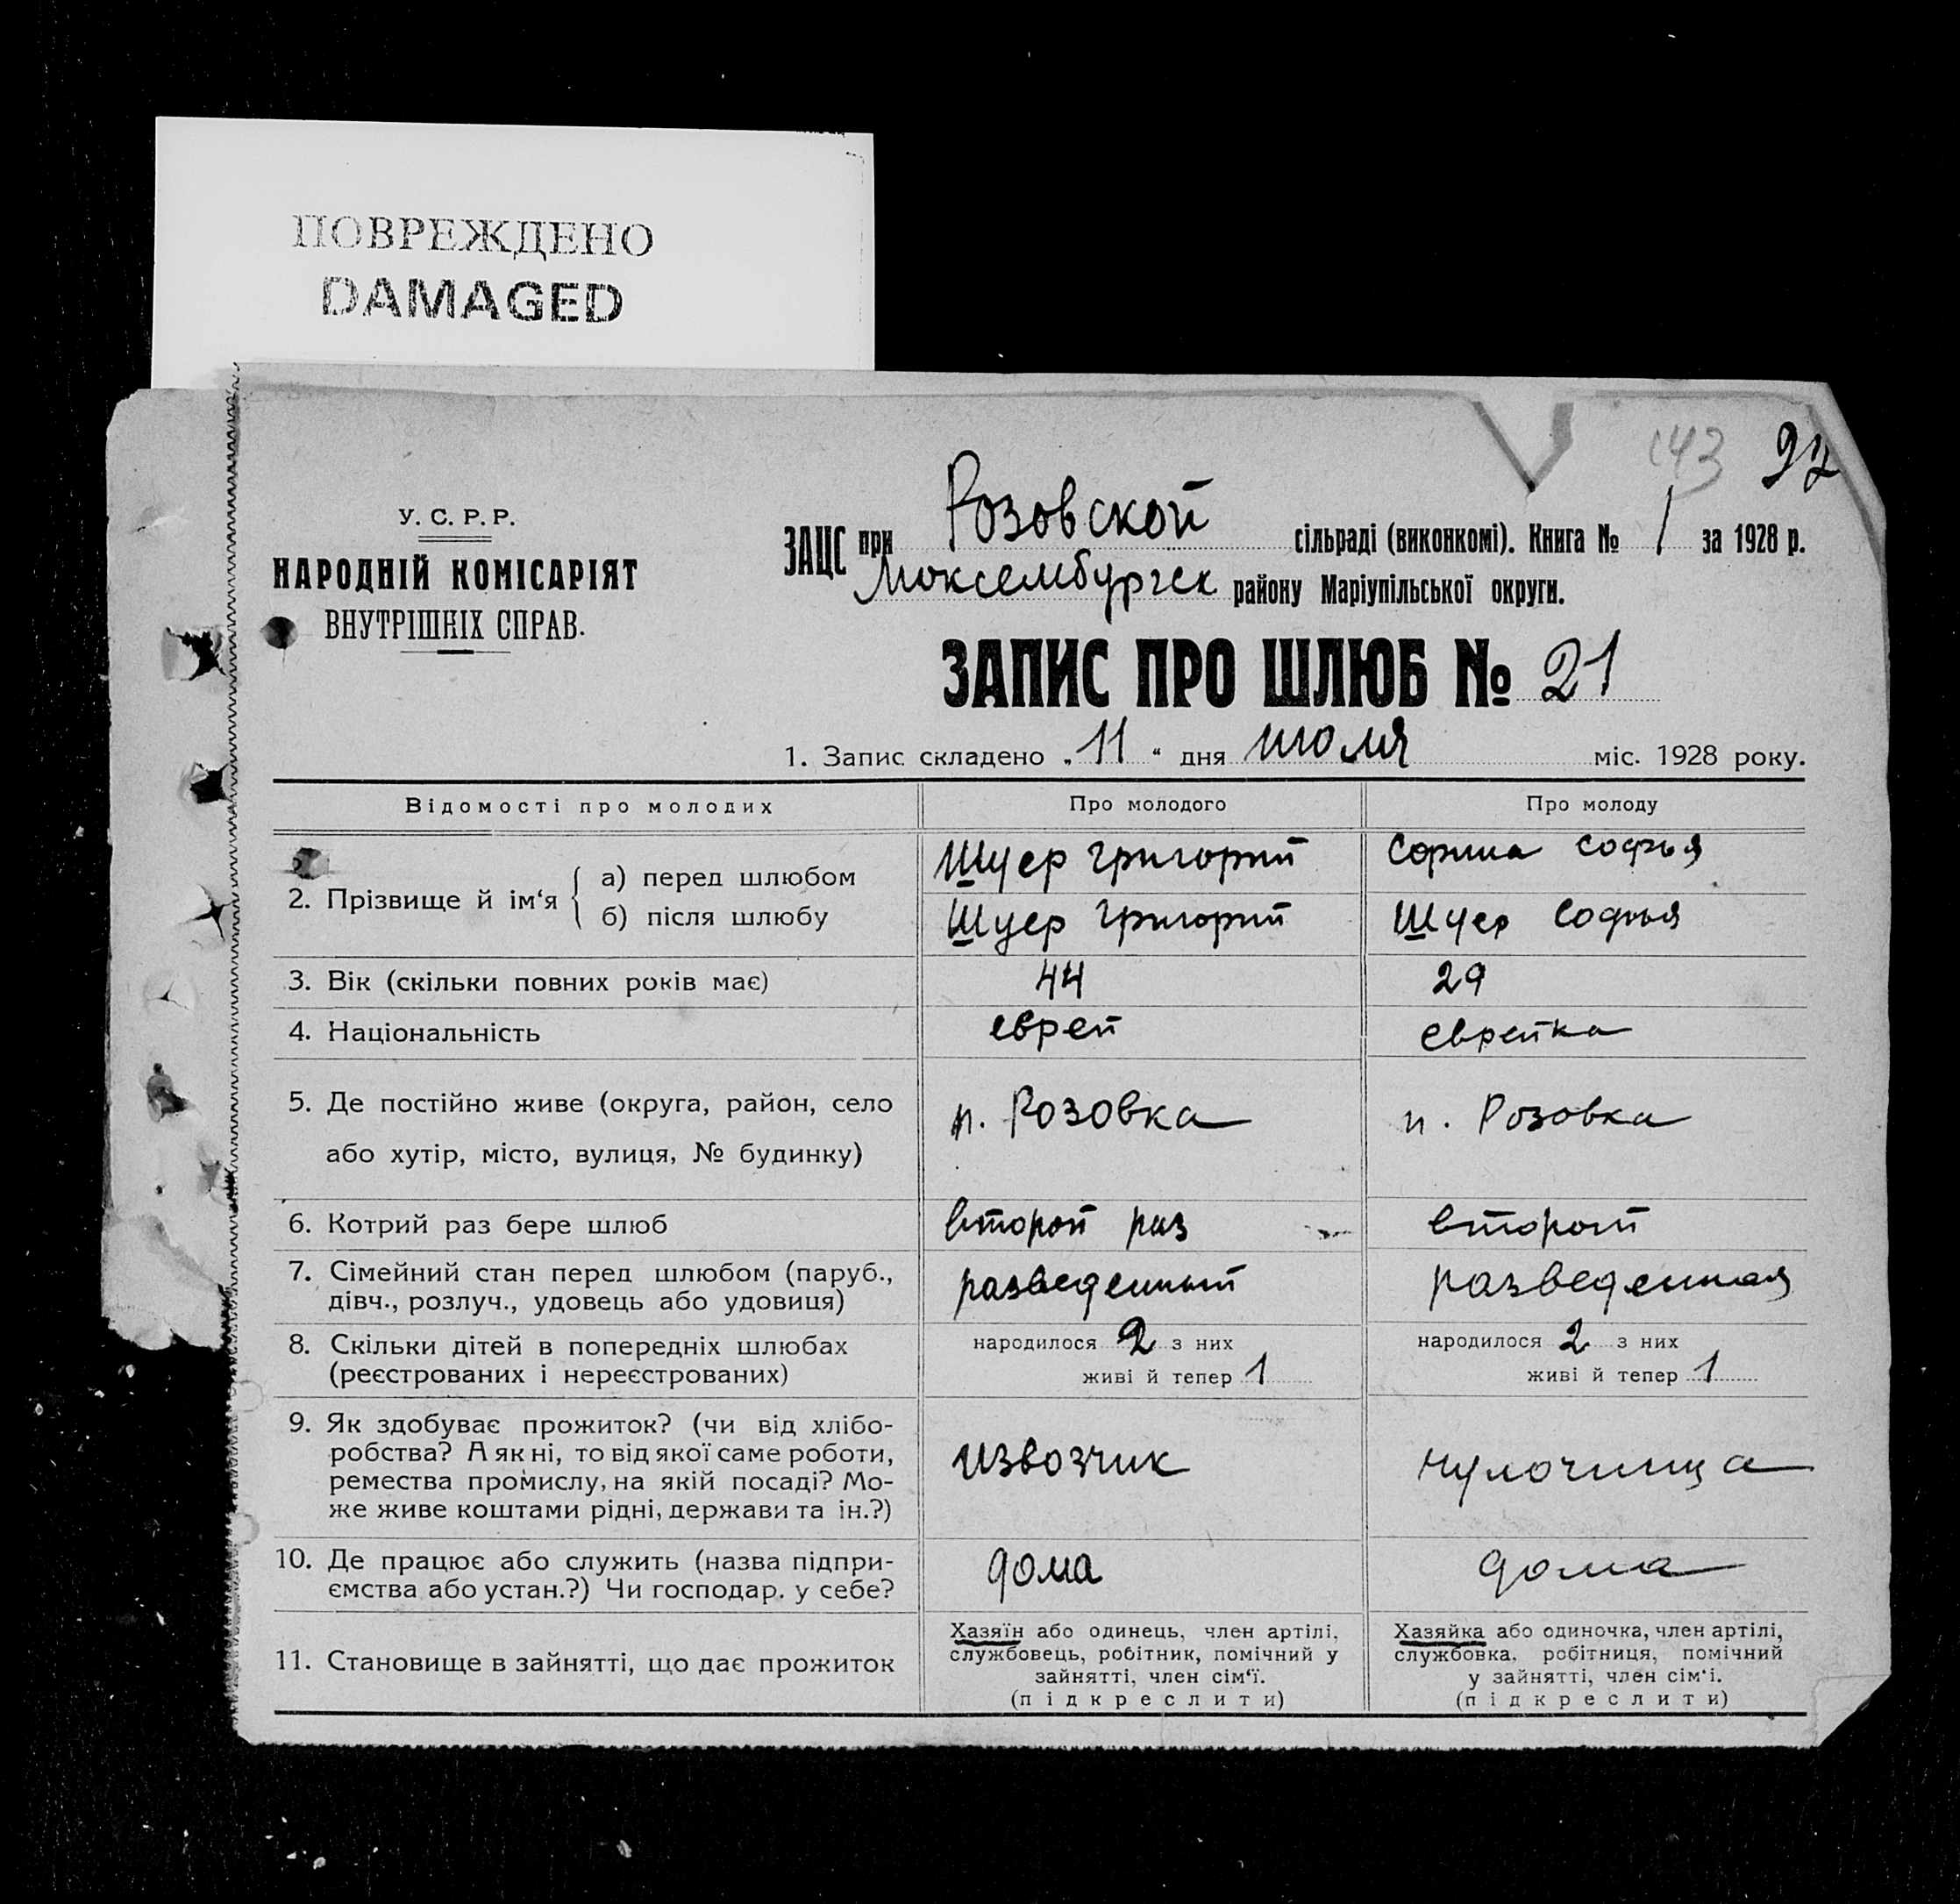 ПОВРЕЖДЕНО
DAMAGED
143 97
У. С. Р. Р.
НАРОДНІЙ КОМІСАРІЯТ
ВНУТРІШНІХ СПРАВ.
ЗАЦС при Розовской сільраді (виконкомі). Книга № 1 за 1928 р.
Люксембургск району Маріупільської округи.
ЗАПИС ПРО ШЛЮБ № 21
1. Запис складено „ 11 “ дня июля міс. 1928 року.
Відомості про молодих Про молодого Про молоду
2. Прізвище й ім‘я { а) перед шлюбом Шуер Григорий Софья
б) після шлюбу Шуер Григорий Шуер Софья
3. Вік (скільки повних років має) 44 29
4. Національність еврей еврейка
5. Де постійно живе (округа, район, село
або хутір, місто, вулиця, № будинку) п. Розовка п. Розовка
6. Котрий раз бере шлюб второй раз второй
7. Сімейний стан перед шлюбом (паруб.,
дівч., розлуч., удовець або удовиця) разведенный разведенная
8. Скільки дітей в попередніх шлюбах народилося 2 з них народилося 2 з них
(реєстрованих і нереєстрованих) живі й тепер 1 живі й тепер 1
9. Як здобуває прожиток? (чи від хлібо-
робства? А як ні, то від якої саме роботи,
ремества промислу, на якій посаді? Мо-
же живе коштами рідні, держави та ін.?) извозчик чулочница
10. Де працює або служить (назва підпри-
ємства або устан.?) Чи господар. у себе? дома дома
11. Становище в зайнятті, що дає прожиток
Хазяїн або одинець, член артілі,
службовець, робітник, помічний у
зайнятті, член сім‘ї.
(підкреслити)
Хазяйка або одиночка, член артілі,
службовка, робітниця, помічний
у зайнятті, член сім‘ї.
(підкреслити)